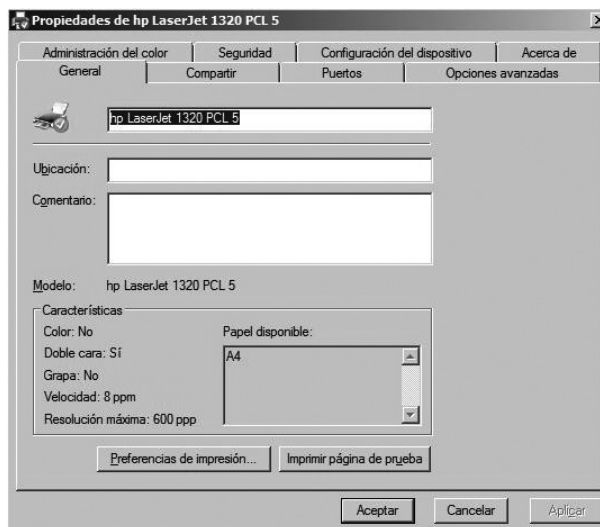 Propiedades de hp LaserJet 1320 PCL 5
Administración del color Seguridad Configuración del dispositivo Acerca de
General Compartir Puertos Opciones avanzadas
hp LaserJet 1320 PCL 5
Ubicación:
Comentario:
Modelo: hp LaserJet 1320 PCL 5
Características
Color: No Papel disponible:
Doble cara: Sí A4
Grapa: No
Velocidad: 8 ppm
Resolución máxima: 600 ppp
Preferencias de impresión... Imprimir página de prueba
Aceptar Cancelar Aplicar